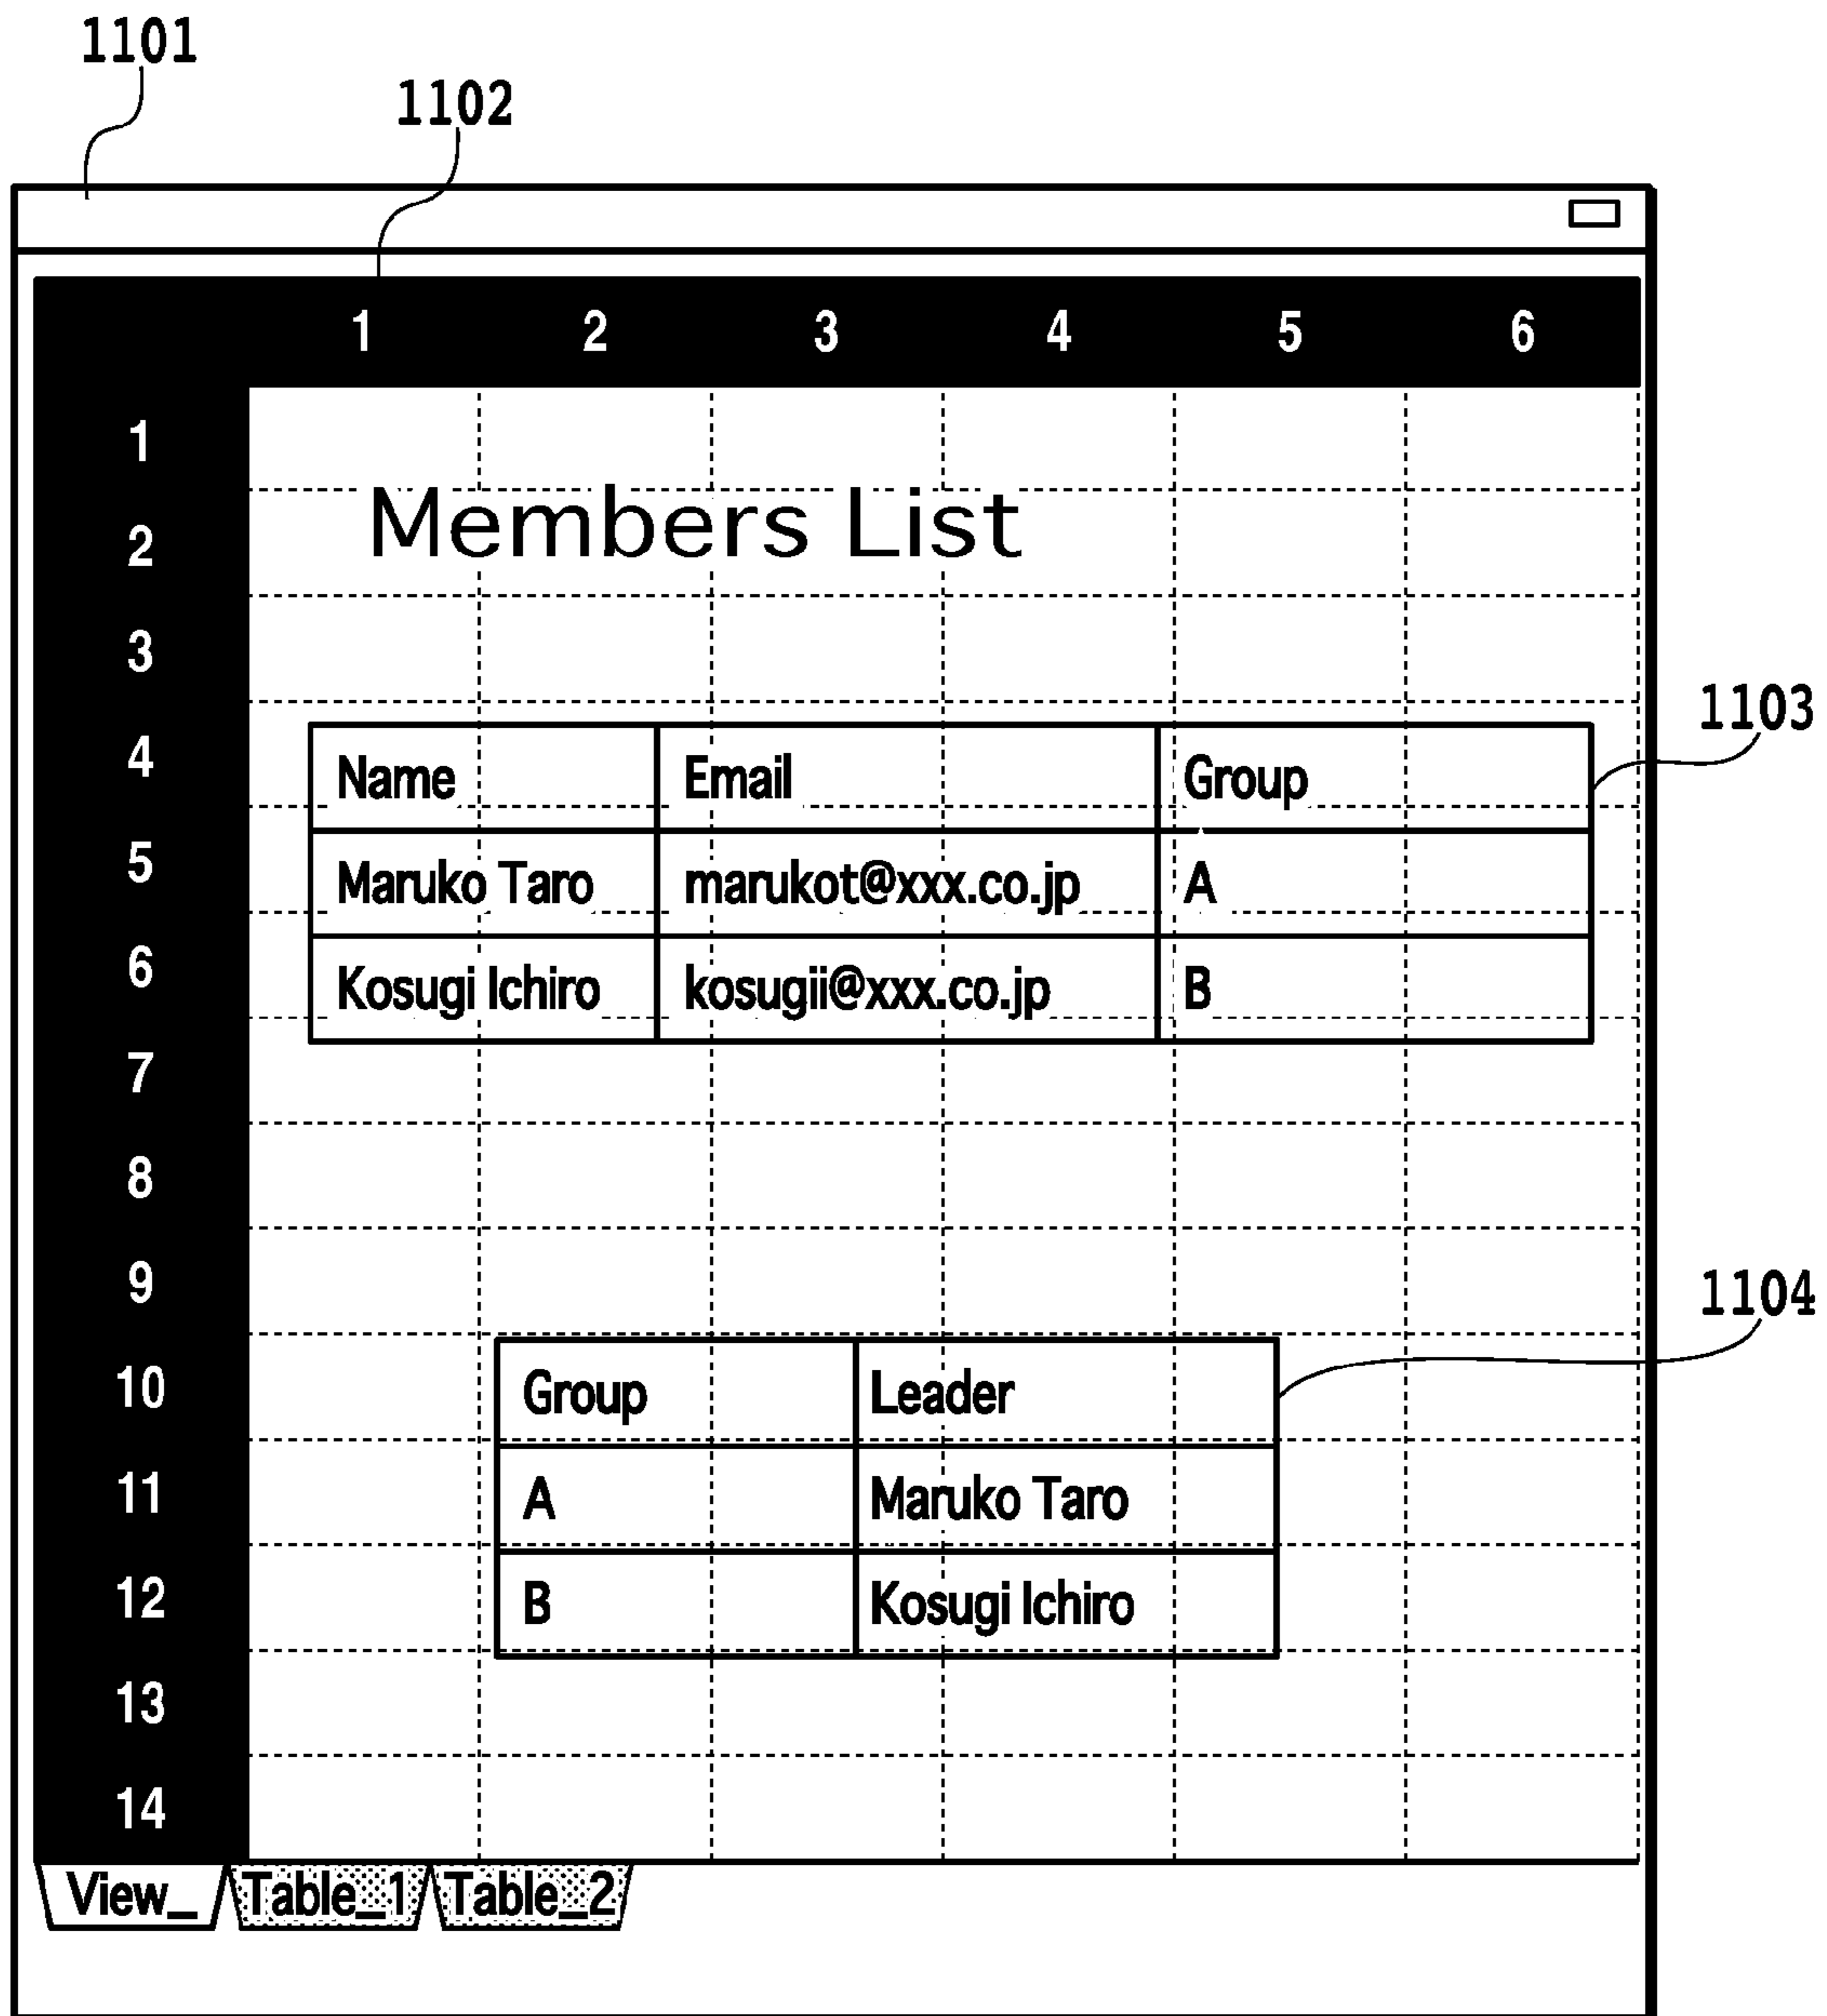 1101
1102
1 2 3 4 5 6
1
2 Members List
3
1103
4 Name Email Group
5 Maruko Taro marukot@xxx.co.jp A
6 Kosugi Ichiro kosugii@xxx.co.jp B
7
8
9
1104
10 Group Leader
11 A Maruko Taro
12 B Kosugi Ichiro
13
14
View_ Table_1 Table_2